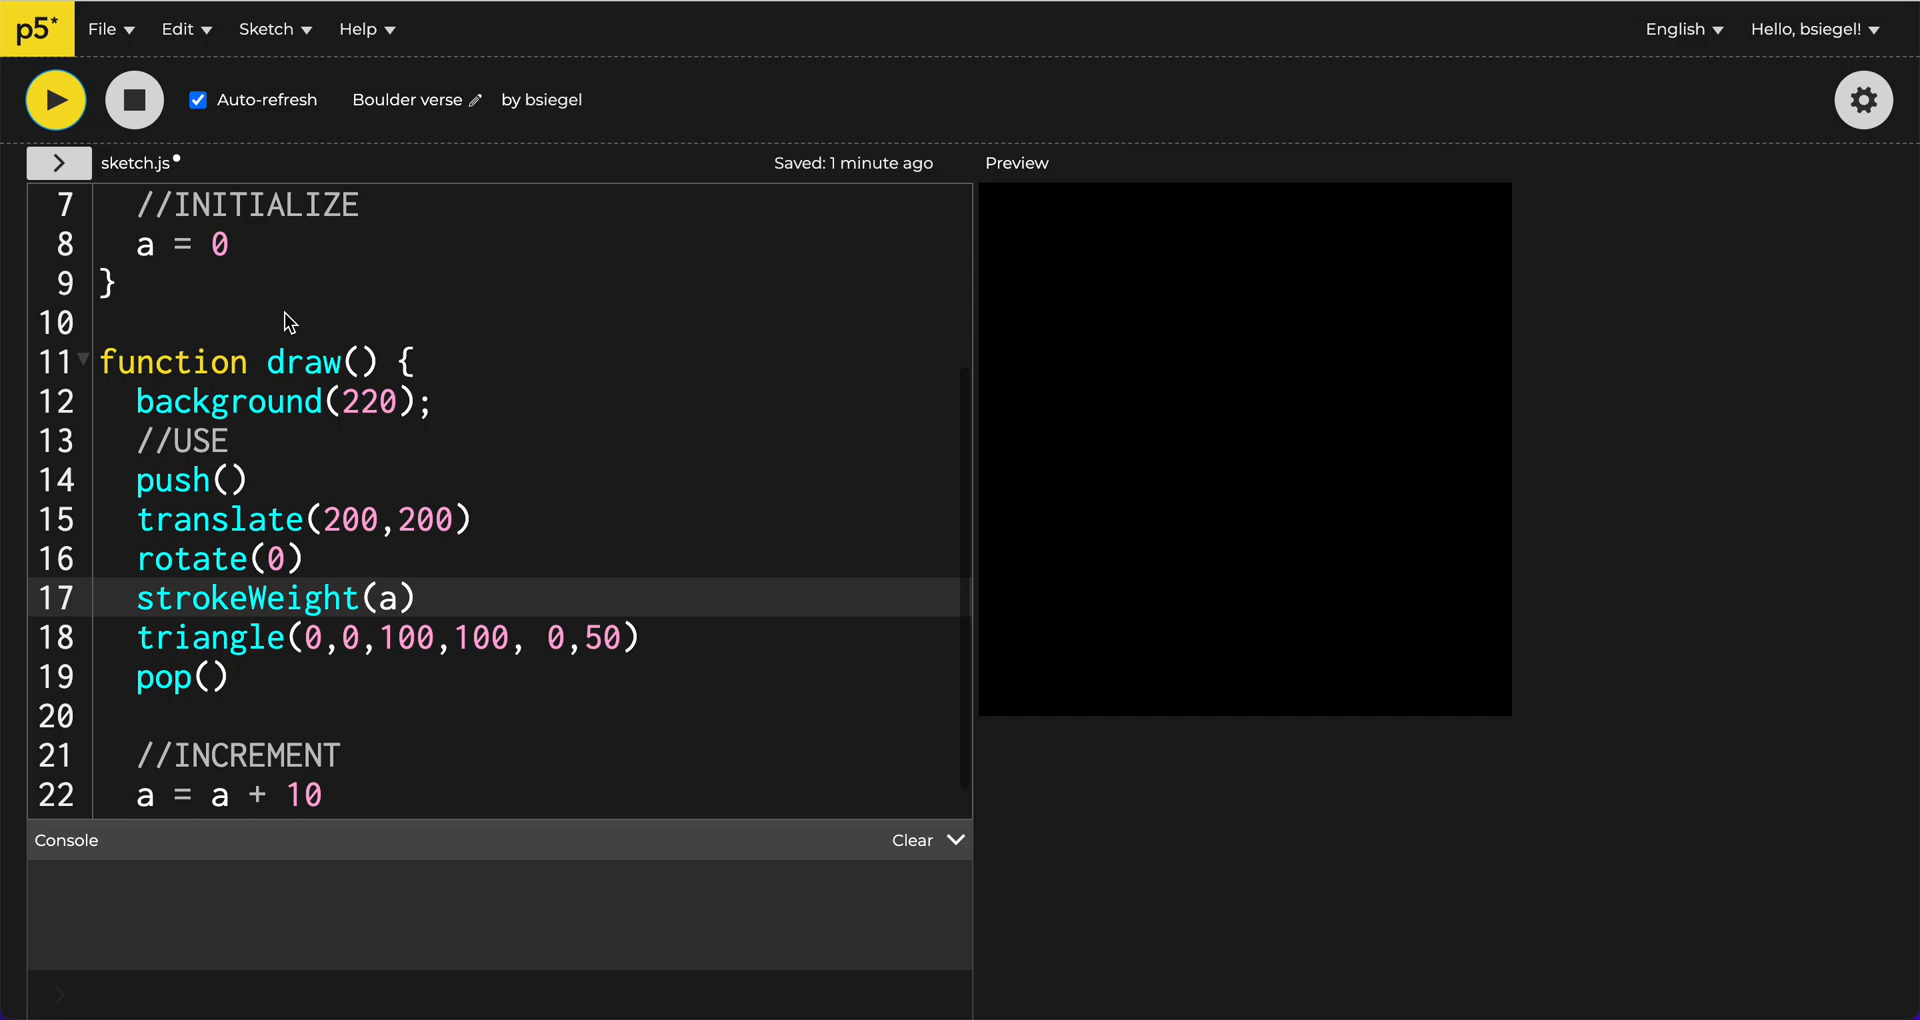 p5* File Edit Sketch Help English Hello, bsiegel!
Auto-refresh Boulder verse by bsiegel
sketch.js Saved: 1 minute ago Preview
7 //INITIALIZE
8 a = 0
9 }
10
11 function draw() {
12 background(220);
13 //USE
14 push()
15 translate(200,200)
16 rotate(0)
17 strokeWeight(a)
18 triangle(0,0,100,100, 0,50)
19 pop()
20
21 //INCREMENT
22 a = a + 10
Console Clear